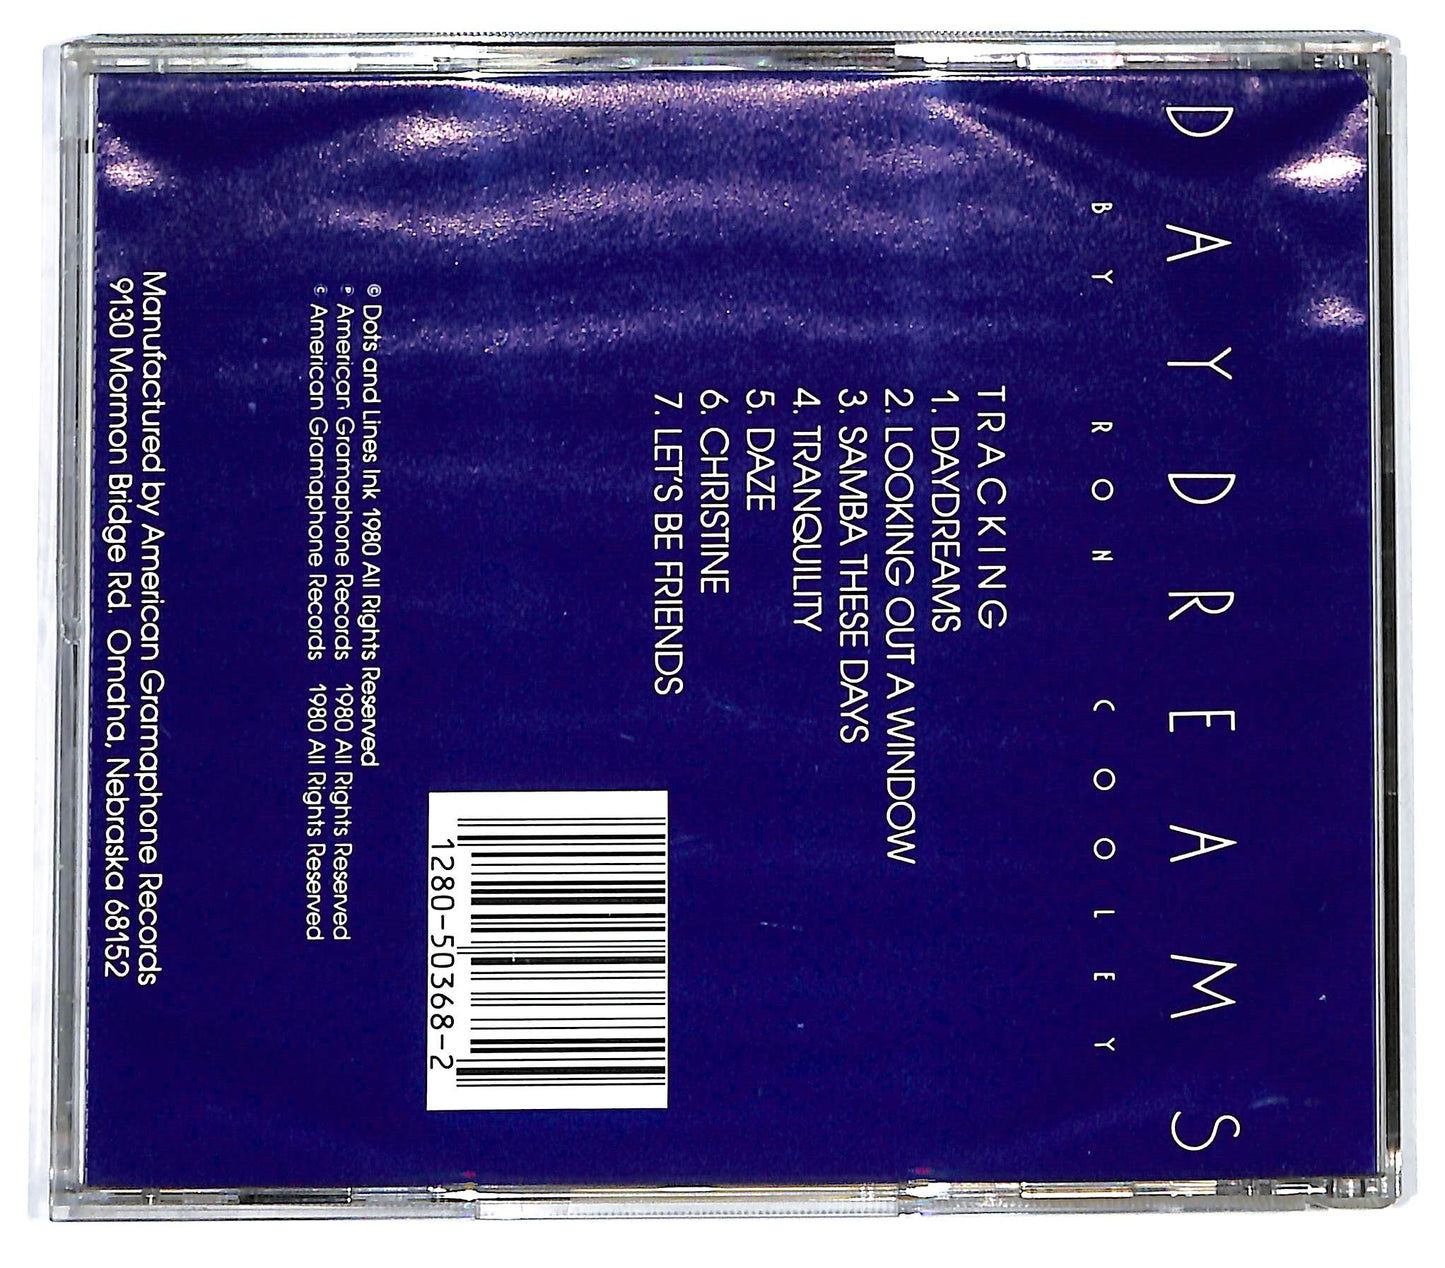 DAYDREAMS
BY RON COOLEY
TRACKING
1. DAYDREAMS
2. LOOKING OUT A WINDOW
3. SAMBA THESE DAYS
4. TRANQUILITY
5. DAZE
6. CHRISTINE
7. LET'S BE FRIENDS
1280-50368-2
© Dots and Lines Ink 1980 All Rights Reserved
℗ American Gramaphone Records 1980 All Rights Reserved
© American Gramaphone Records 1980 All Rights Reserved
Manufactured by American Gramaphone Records
9130 Mormon Bridge Rd. Omaha, Nebraska 68152